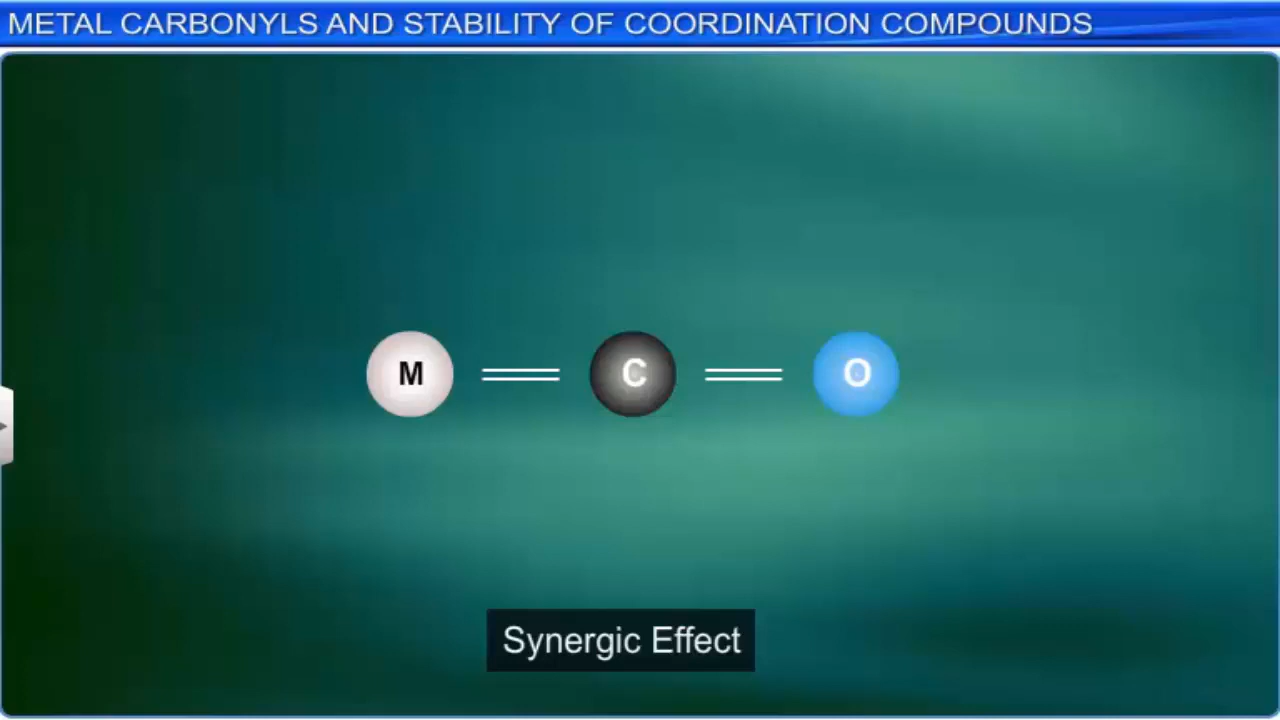 METAL CARBONYLS AND STABILITY OF COORDINATION COMPOUNDS
M C O
Synergic Effect